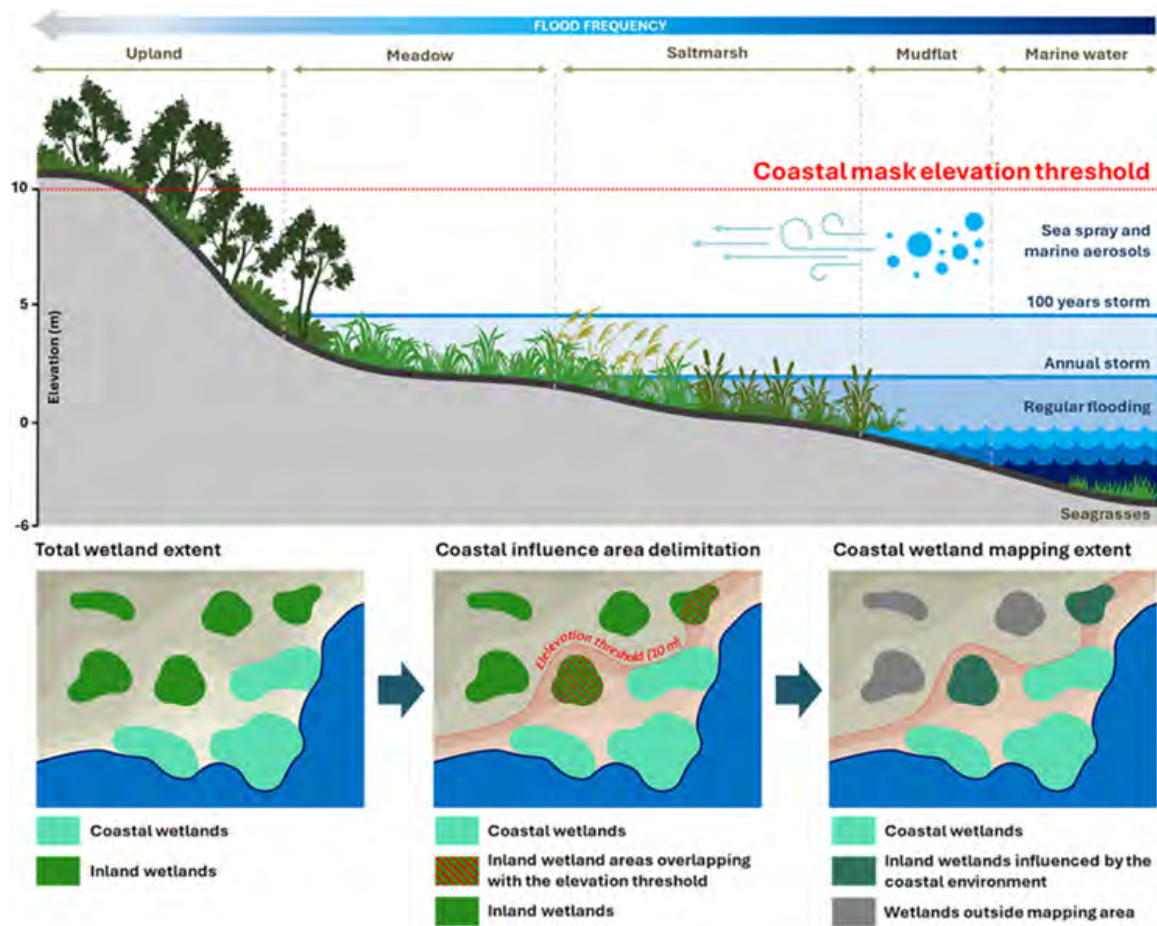 FLOOD FREQUENCY
Upland
Meadow
Saltmarsh
Mudflat
Marine water
Coastal mask elevation threshold
10
Sea spray and
marine aerosols
5
100 years storm
Elevation (m)
Annual storm
Regular flooding
0
-6
Seagrasses
Total wetland extent
Coastal influence area delimitation
Coastal wetland mapping extent
Elelevation threshold (10 m)
Coastal wetlands
Inland wetlands
Coastal wetlands
Inland wetland areas overlapping
with the elevation threshold
Inland wetlands
Coastal wetlands
Inland wetlands influenced by the
coastal environment
Wetlands outside mapping area